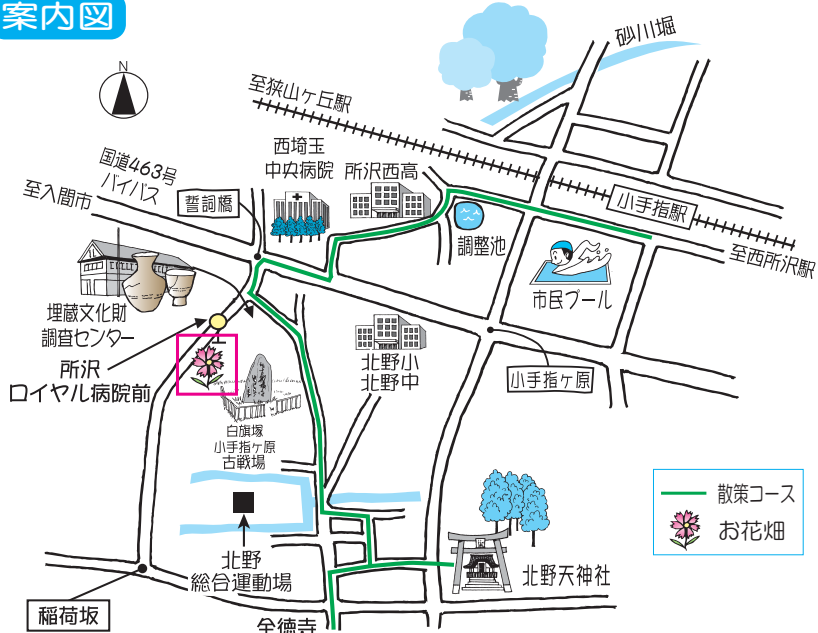 案内図
N
砂川堀
至狭山ヶ丘駅
西埼玉
中央病院
所沢西高
国道463号
バイパス
至入間市
誓詞橋
小手指駅
調整池
至西所沢駅
市民プール
埋蔵文化財
調査センター
所沢
ロイヤル病院前
北野小
北野中
小手指ヶ原
白旗塚
小手指ヶ原
古戦場
散策コース
お花畑
北野
総合運動場
北野天神社
稲荷坂
全徳寺